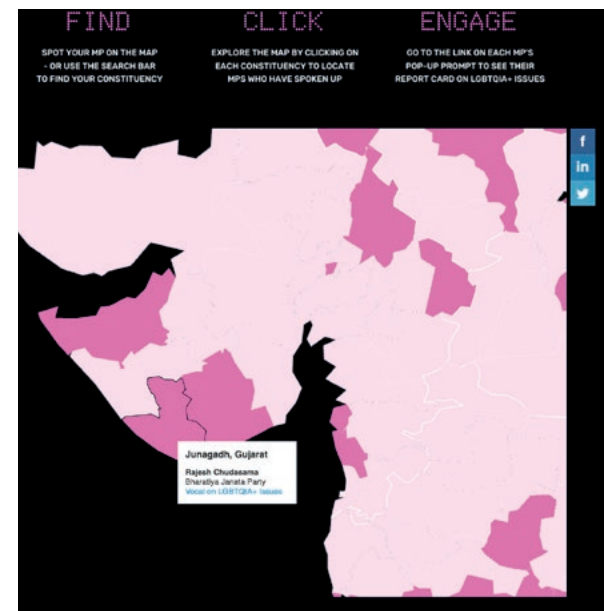 FIND
SPOT YOUR MP ON THE MAP
- OR USE THE SEARCH BAR
TO FIND YOUR CONSTITUENCY
CLICK
EXPLORE THE MAP BY CLICKING ON
EACH CONSTITUENCY TO LOCATE
MPS WHO HAVE SPOKEN UP
ENGAGE
GO TO THE LINK ON EACH MP'S
POP-UP PROMPT TO SEE THEIR
REPORT CARD ON LGBTQIA+ ISSUES
f
in
Junagadh, Gujarat
Rajesh Chudasama
Bharatiya Janata Party
Vocal on LGBTQIA+ Issues